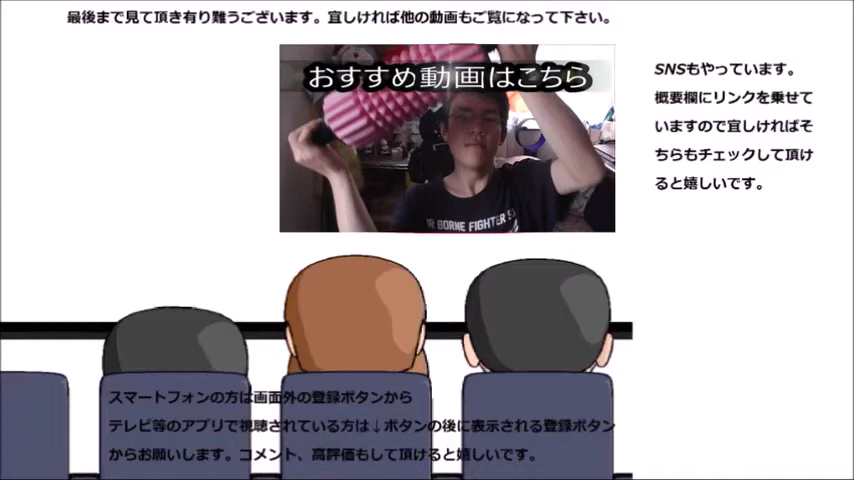 最後まで見て頂き有り難うございます。宜しければ他の動画もご覧になって下さい。
おすすめ動画はこちら
BORNE FIGHTER
SNSもやっています。
概要欄にリンクを乗せて
いますので宜しければそ
ちらもチェックして頂け
ると嬉しいです。
スマートフォンの方は画面外の登録ボタンから
テレビ等のアプリで視聴されている方は↓ボタンの後に表示される登録ボタン
からお願いします。コメント、高評価もして頂けると嬉しいです。